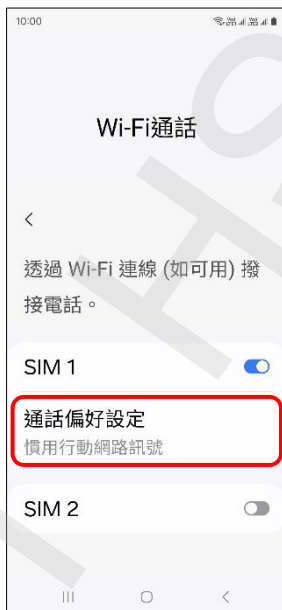 10:00
Wi-Fi通話
透過 Wi-Fi 連線 (如可用) 撥
接電話。
SIM 1
通話偏好設定
慣用行動網路訊號
SIM 2